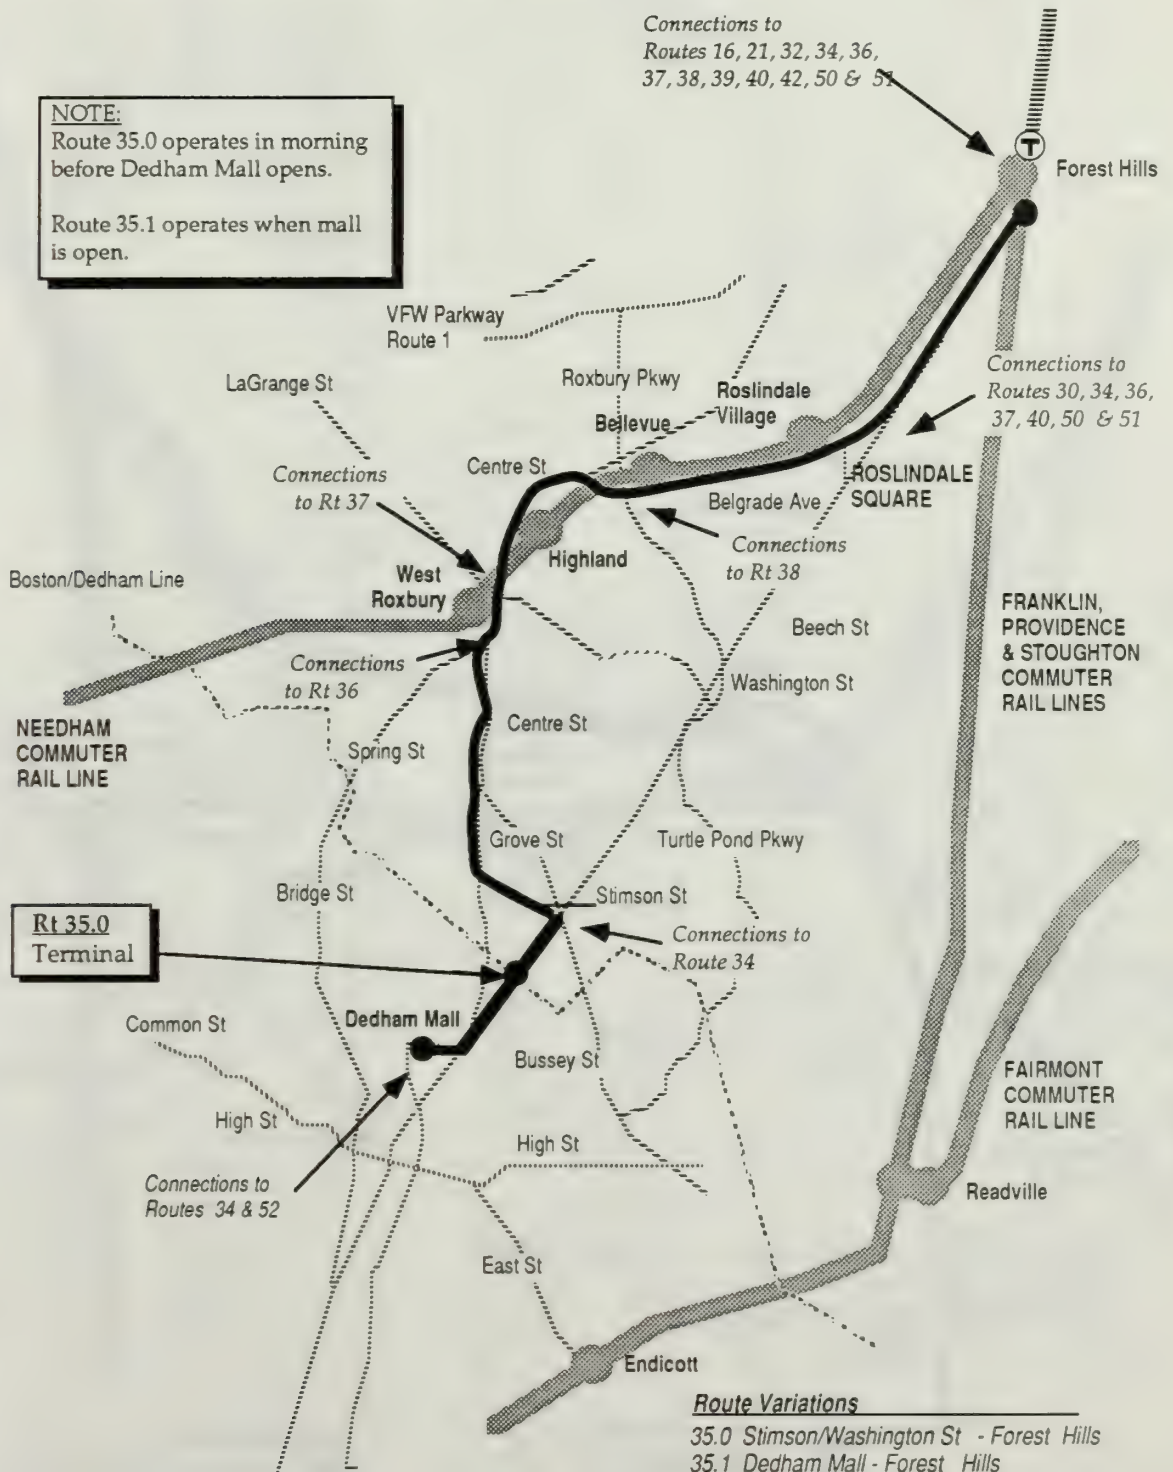 Connections to
Routes 16, 21, 32, 34, 36,
37, 38, 39, 40, 42, 50 & 51
NOTE:
Route 35.0 operates in morning
before Dedham Mall opens.
Route 35.1 operates when mall
is open.
T
Forest Hills
VFW Parkway
Route 1
LaGrange St
Roxbury Pkwy
Roslindale
Village
Bellevue
Connections to
Routes 30, 34, 36,
37, 40, 50 & 51
Centre St
Connections
to Rt 37
Belgrade Ave
ROSLINDALE
SQUARE
Connections
to Rt 38
Highland
West
Roxbury
Boston/Dedham Line
Beech St
FRANKLIN,
PROVIDENCE
& STOUGHTON
COMMUTER
RAIL LINES
Connections
to Rt 36
Washington St
NEEDHAM
COMMUTER
RAIL LINE
Centre St
Spring St
Grove St
Turtle Pond Pkwy
Bridge St
Stimson St
Rt 35.0
Terminal
Connections to
Route 34
Dedham Mall
Common St
Bussey St
FAIRMONT
COMMUTER
RAIL LINE
High St
High St
Connections to
Routes 34 & 52
Readville
East St
Endicott
Route Variations
35.0 Stimson/Washington St - Forest Hills
35.1 Dedham Mall - Forest Hills